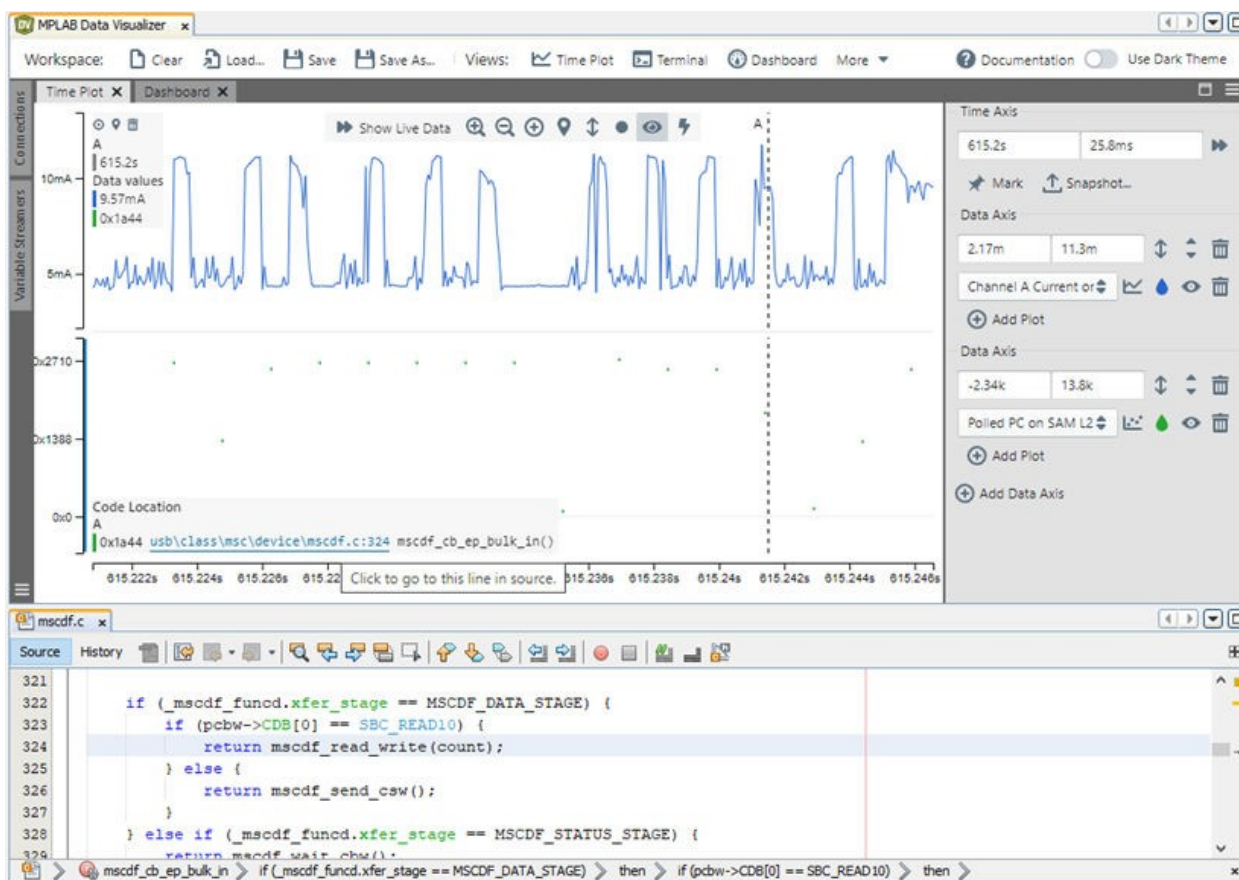 MPLAB Data Visualizer
Workspace: Clear Load... Save Save As... Views: Time Plot Terminal Dashboard More Documentation Use Dark Theme
Connections
Variable Streamers
Time Plot Dashboard
Show Live Data
A
615.2s
Data values
9.57mA
0x1a44
A
10mA
5mA
0x2710
0x1388
0x0
Code Location
A
0x1a44 usb\class\msc\device\mscdf.c:324 mscdf_cb_ep_bulk_in()
615.222s 615.224s 615.226s 615.22 615.236s 615.238s 615.24s 615.242s 615.244s 615.246s
Click to go to this line in source.
Time Axis
615.2s 25.8ms
Mark Snapshot...
Data Axis
2.17m 11.3m
Channel A Current or
Add Plot
Data Axis
-2.34k 13.8k
Polled PC on SAM L2
Add Plot
Add Data Axis
mscdf.c
Source History
321
322 if (_mscdf_funcd.xfer_stage == MSCDF_DATA_STAGE) {
323 if (pcbw->CDB[0] == SBC_READ10) {
324 return mscdf_read_write(count);
325 } else {
326 return mscdf_send_csw();
327 }
328 } else if (_mscdf_funcd.xfer_stage == MSCDF_STATUS_STAGE) {
329 return mscdf_wait_cbw();
mscdf_cb_ep_bulk_in if (_mscdf_funcd.xfer_stage == MSCDF_DATA_STAGE) then if (pcbw->CDB[0] == SBC_READ10) then